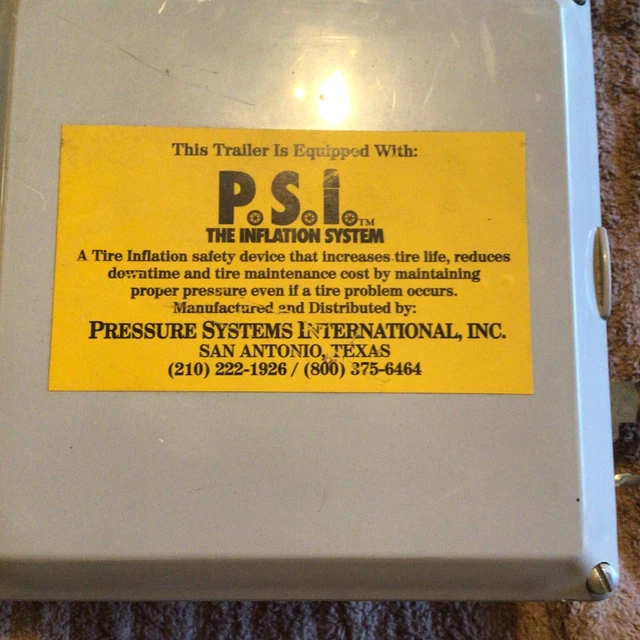 This Trailer Is Equipped With:
P.S.I.™
THE INFLATION SYSTEM
A Tire Inflation safety device that increases tire life, reduces
downtime and tire maintenance cost by maintaining
proper pressure even if a tire problem occurs.
Manufactured and Distributed by:
PRESSURE SYSTEMS INTERNATIONAL, INC.
SAN ANTONIO, TEXAS
(210) 222-1926 / (800) 375-6464